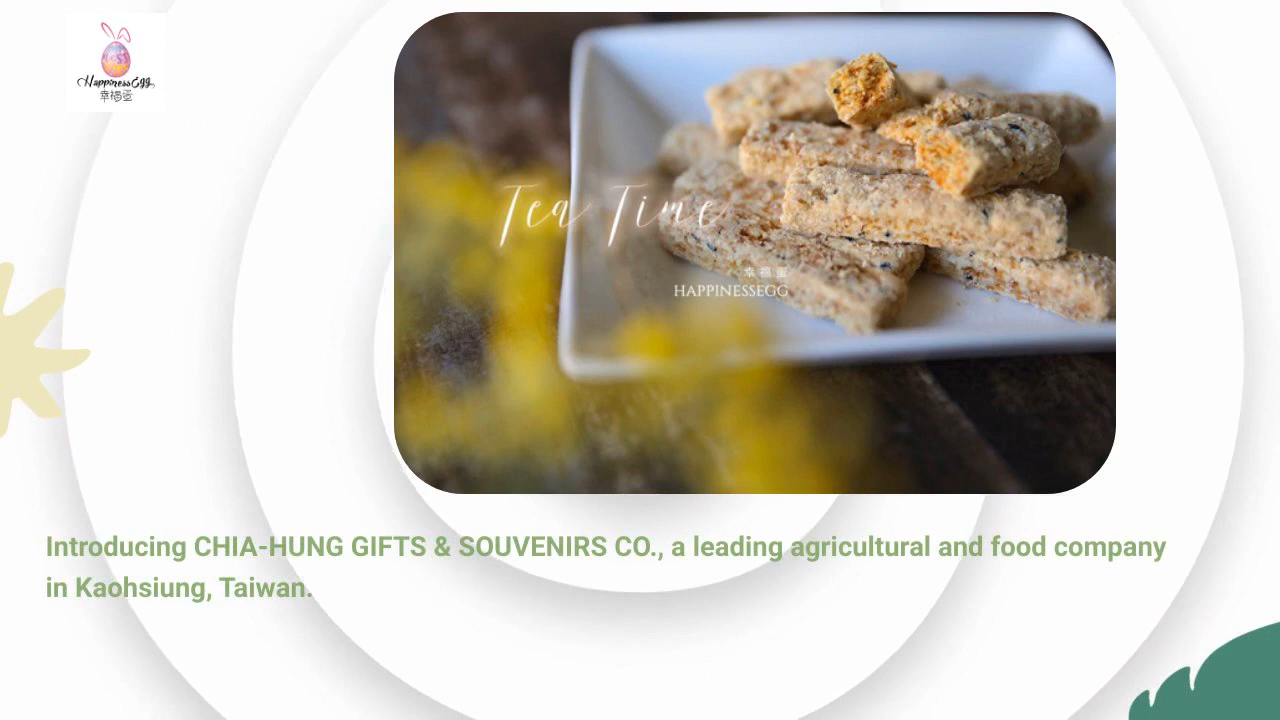 HappinessEgg
幸福蛋
Tea Time
幸福蛋
HAPPINESSEGG
Introducing CHIA-HUNG GIFTS & SOUVENIRS CO., a leading agricultural and food company
in Kaohsiung, Taiwan.